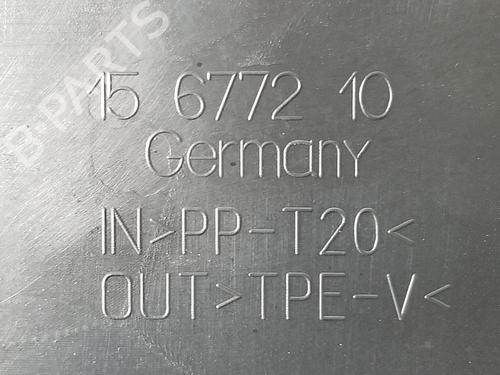 B-PARTS
15 6772 10
Germany
IN>PP-T20<
OUT>TPE-V<